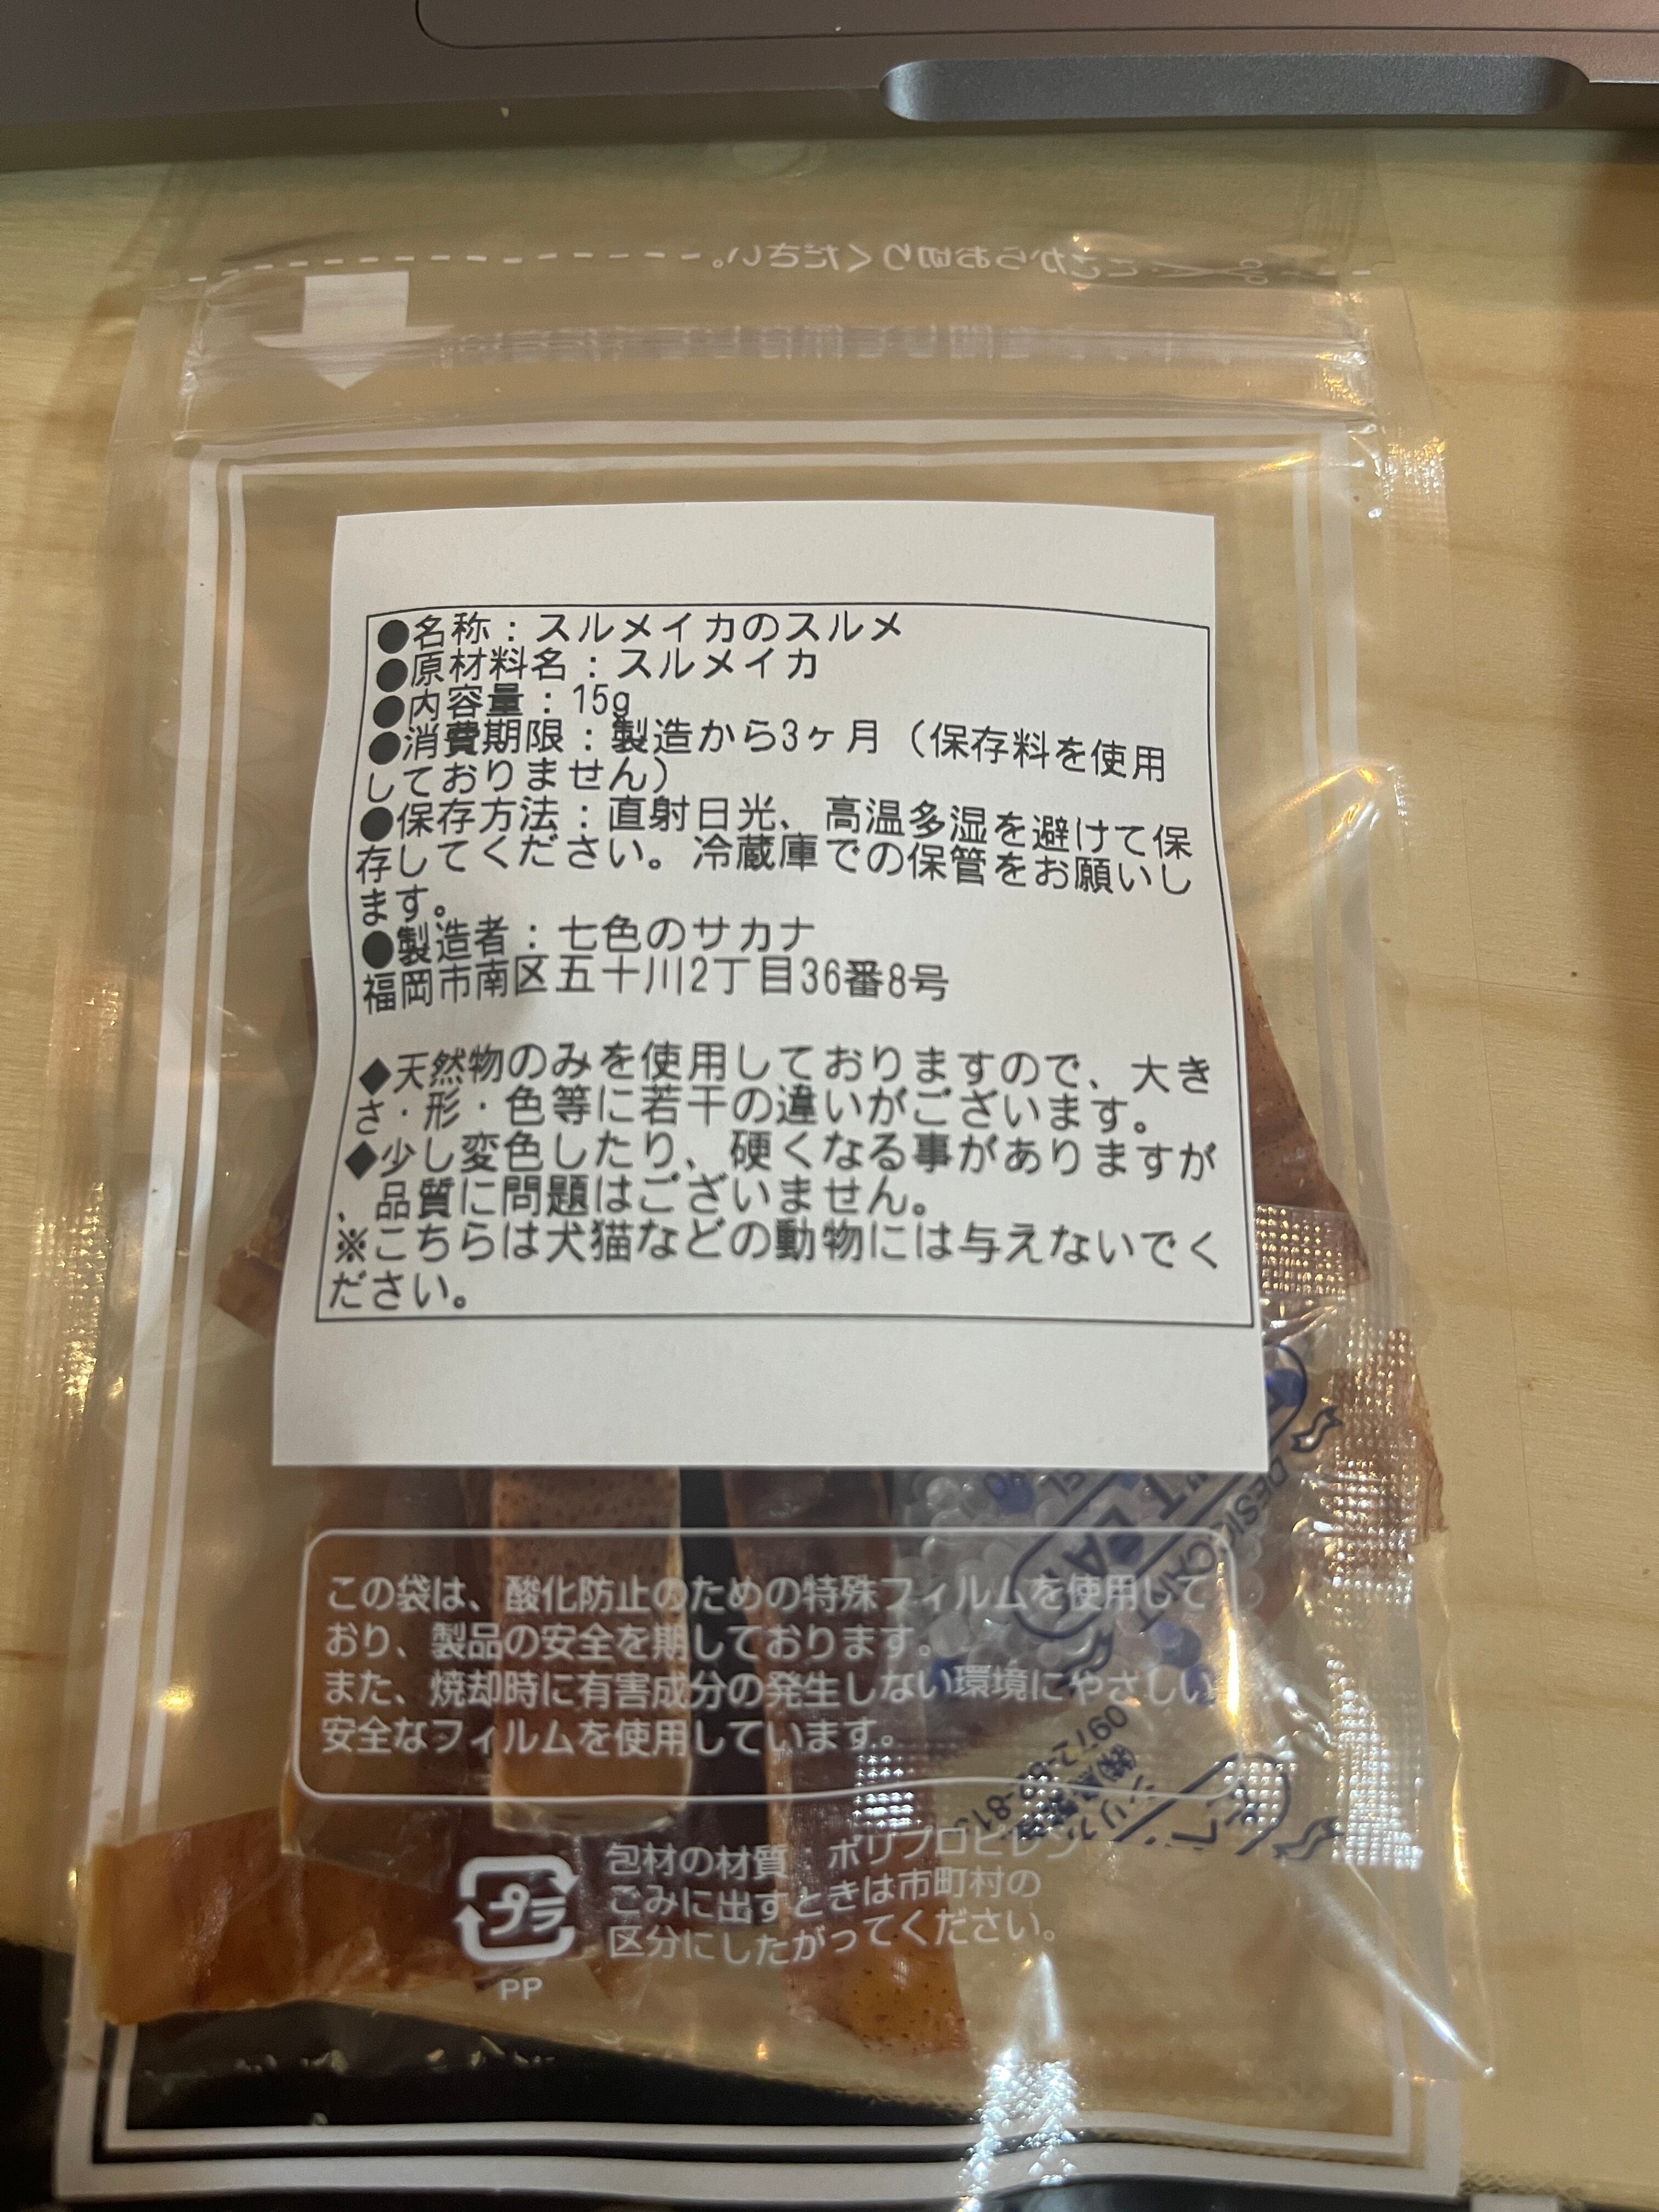 ここからお切りください。
●名称：スルメイカのスルメ
●原材料名：スルメイカ
●内容量：15g
●消費期限：製造から3ヶ月（保存料を使用
しておりません）
●保存方法：直射日光、高温多湿を避けて保
存してください。冷蔵庫での保管をお願いし
ます。
●製造者：七色のサカナ
福岡市南区五十川2丁目36番8号
◆天然物のみを使用しておりますので、大き
さ・形・色等に若干の違いがございます。
◆少し変色したり、硬くなる事がありますが
、品質に問題はございません。
※こちらは犬猫などの動物には与えないでく
ださい。
この袋は、酸化防止のための特殊フィルムを使用して
おり、製品の安全を期しております。
また、焼却時に有害成分の発生しない環境にやさしい
安全なフィルムを使用しています。
プラ
PP
包材の材質：ポリプロピレン
ごみに出すときは市町村の
区分にしたがってください。
DESICCANT